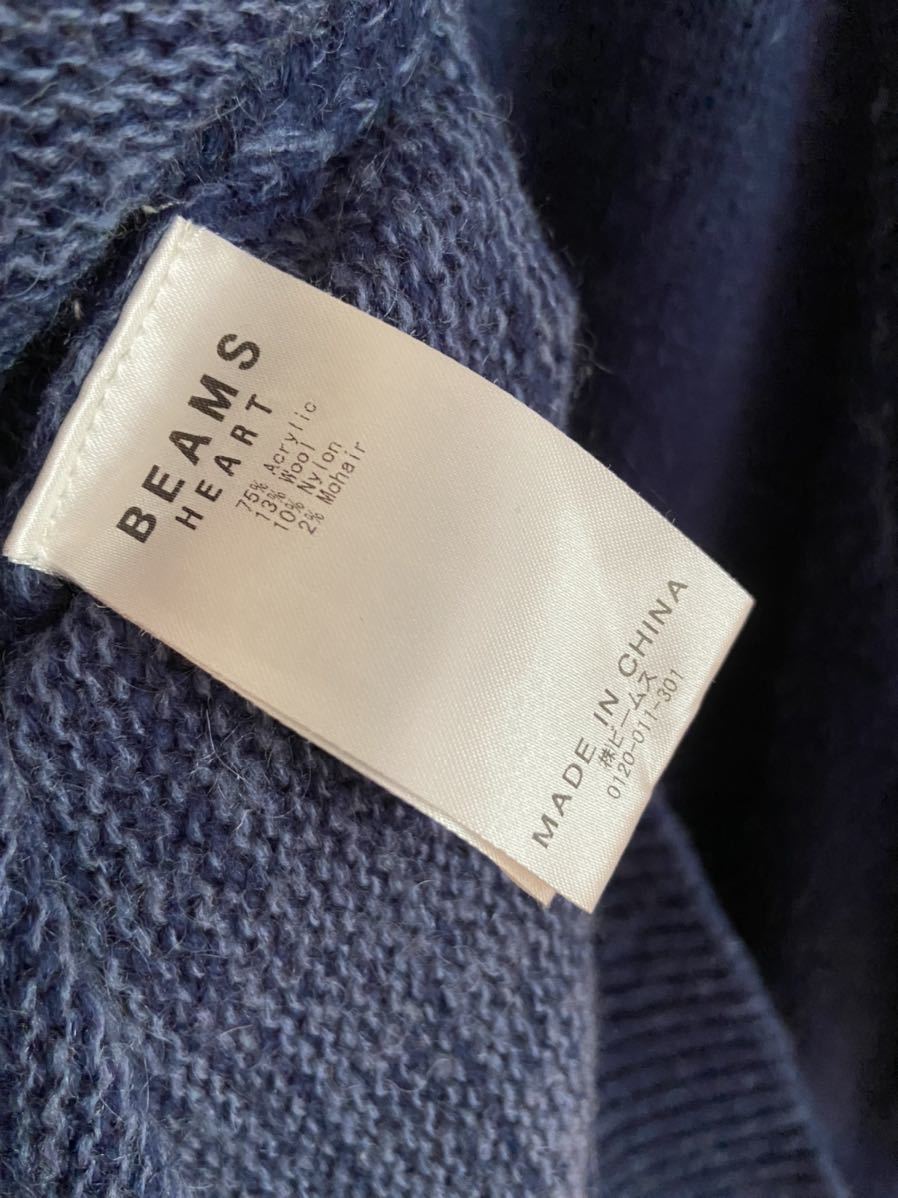 BEAMS
HEART
75% Acrylic
13% Wool
10% Nylon
2% Mohair
MADE IN CHINA
㈱ビームス
0120-011-301